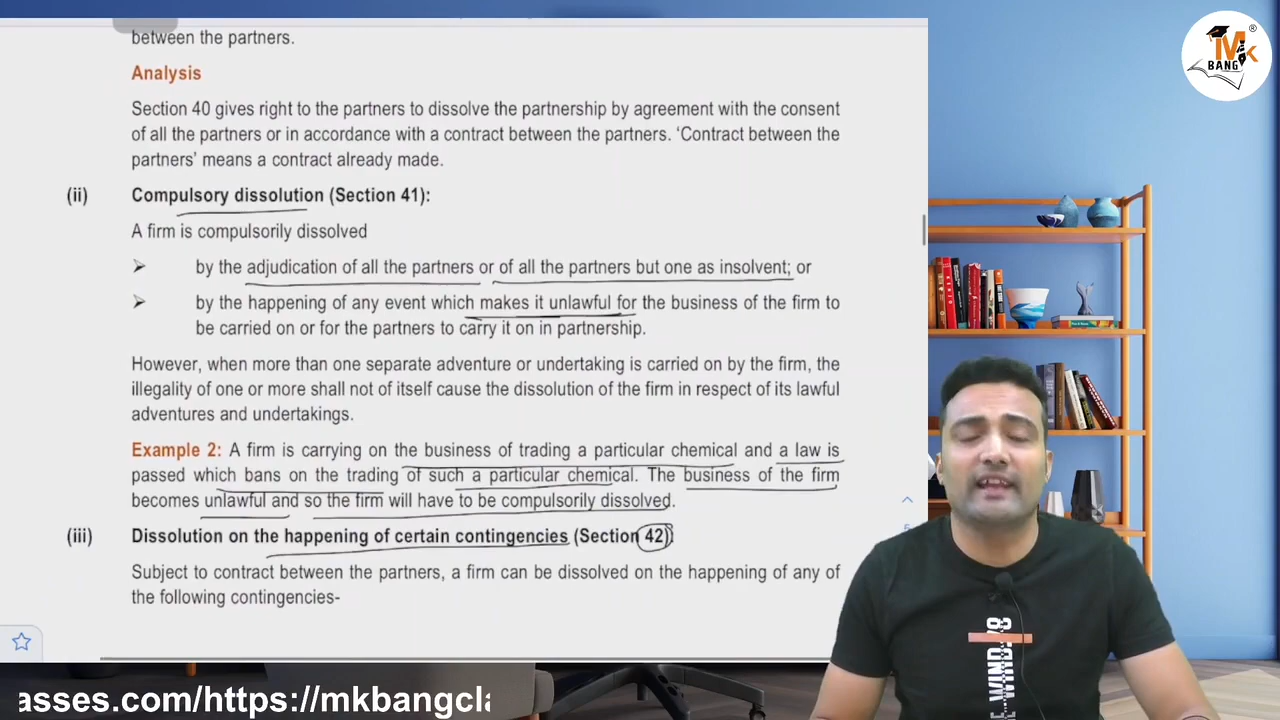 between the partners.
Analysis
Section 40 gives right to the partners to dissolve the partnership by agreement with the consent
of all the partners or in accordance with a contract between the partners. ‘Contract between the
partners’ means a contract already made.
(ii) Compulsory dissolution (Section 41):
A firm is compulsorily dissolved
➢ by the adjudication of all the partners or of all the partners but one as insolvent; or
➢ by the happening of any event which makes it unlawful for the business of the firm to
be carried on or for the partners to carry it on in partnership.
However, when more than one separate adventure or undertaking is carried on by the firm, the
illegality of one or more shall not of itself cause the dissolution of the firm in respect of its lawful
adventures and undertakings.
Example 2: A firm is carrying on the business of trading a particular chemical and a law is
passed which bans on the trading of such a particular chemical. The business of the firm
becomes unlawful and so the firm will have to be compulsorily dissolved.
(iii) Dissolution on the happening of certain contingencies (Section 42):
Subject to contract between the partners, a firm can be dissolved on the happening of any of
the following contingencies-
MK
BANG
®
asses.com/https://mkbangcla